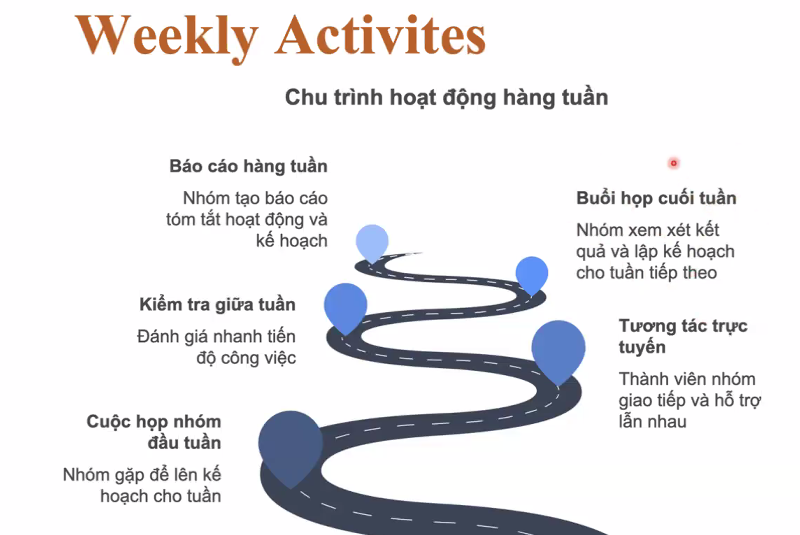 Weekly Activites
Chu trình hoạt động hàng tuần
Báo cáo hàng tuần
Nhóm tạo báo cáo
tóm tắt hoạt động và
kế hoạch
Buổi họp cuối tuần
Nhóm xem xét kết
quả và lập kế hoạch
cho tuần tiếp theo
Kiểm tra giữa tuần
Đánh giá nhanh tiến
độ công việc
Tương tác trực
tuyến
Thành viên nhóm
giao tiếp và hỗ trợ
lẫn nhau
Cuộc họp nhóm
đầu tuần
Nhóm gặp để lên kế
hoạch cho tuần